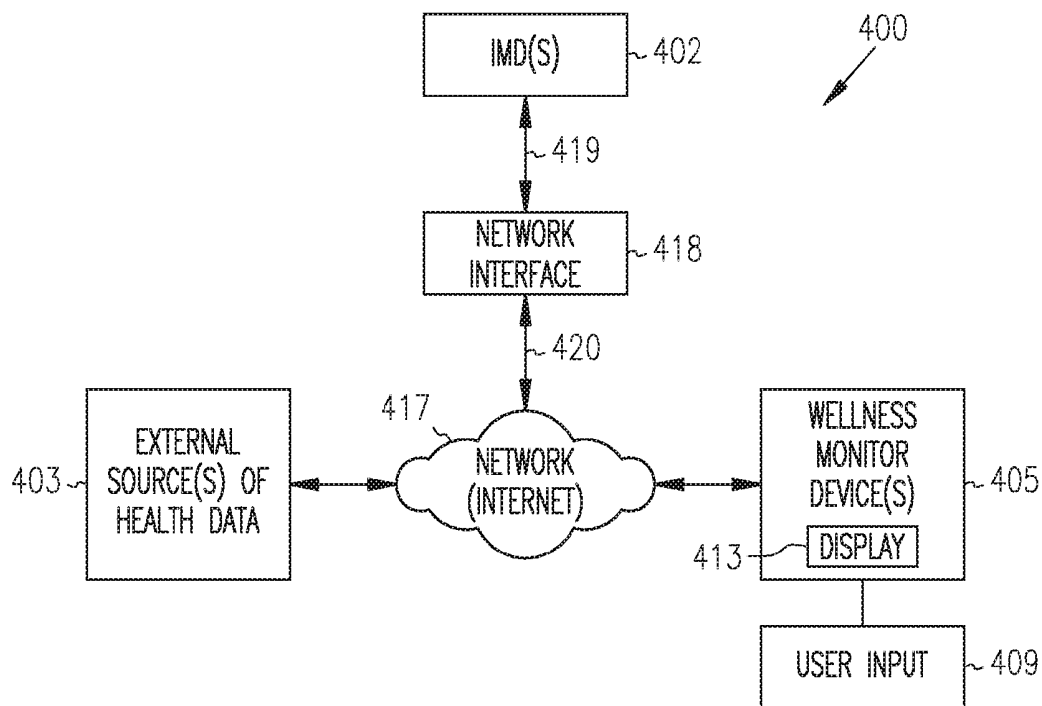 IMD(S)
402
400
419
NETWORK
INTERFACE
418
420
417
EXTERNAL
SOURCE(S) OF
HEALTH DATA
403
NETWORK
(INTERNET)
WELLNESS
MONITOR
DEVICE(S)
405
413
DISPLAY
USER INPUT
409